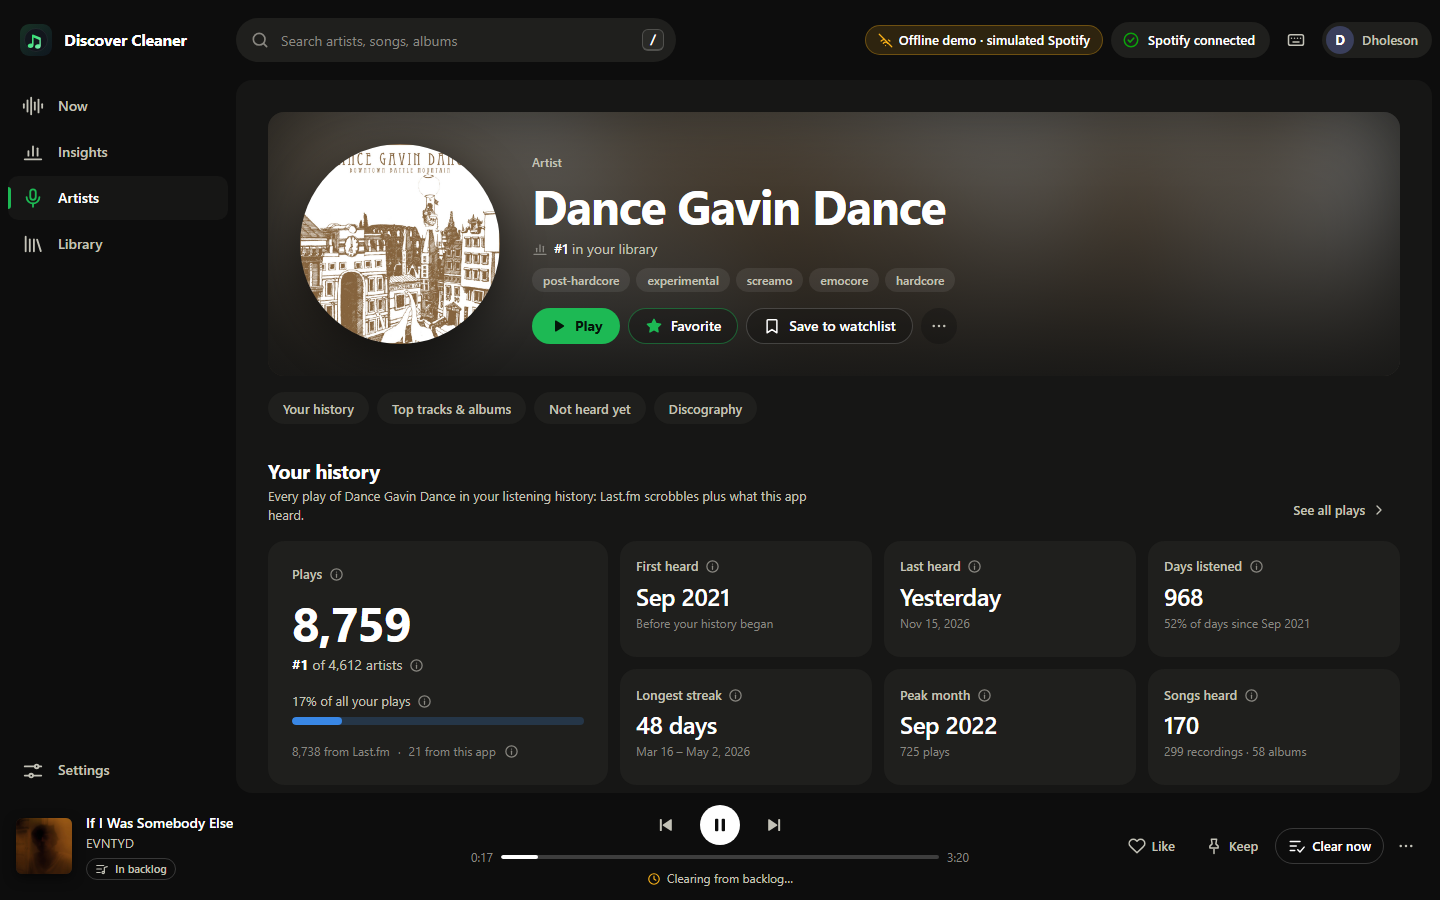 Discover Cleaner
Search artists, songs, albums
/
Offline demo · simulated Spotify
Spotify connected
D
Dholeson
Now
Insights
Artists
Library
Settings
DANCE GAVIN DANCE
DOWNTOWN BATTLE MOUNTAIN
Artist
Dance Gavin Dance
#1 in your library
post-hardcore
experimental
screamo
emocore
hardcore
Play
Favorite
Save to watchlist
Your history
Top tracks & albums
Not heard yet
Discography
Your history
Every play of Dance Gavin Dance in your listening history: Last.fm scrobbles plus what this app
heard.
See all plays
Plays
8,759
#1 of 4,612 artists
17% of all your plays
8,738 from Last.fm · 21 from this app
First heard
Sep 2021
Before your history began
Last heard
Yesterday
Nov 15, 2026
Days listened
968
52% of days since Sep 2021
Longest streak
48 days
Mar 16 – May 2, 2026
Peak month
Sep 2022
725 plays
Songs heard
170
299 recordings · 58 albums
If I Was Somebody Else
EVNTYD
In backlog
0:17
3:20
Clearing from backlog...
Like
Keep
Clear now